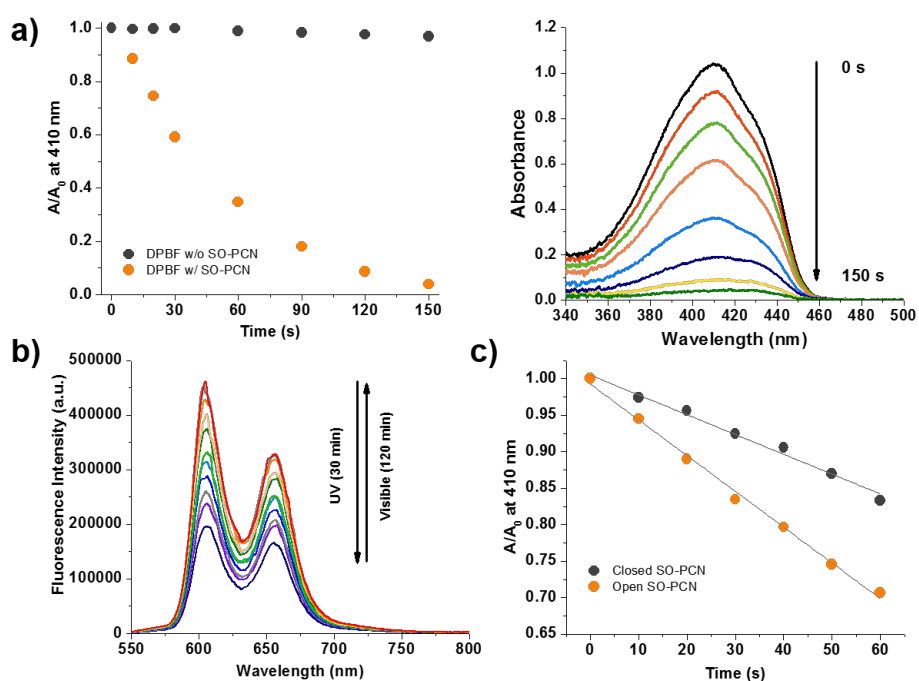 a)
A/A0 at 410 nm
1.0
0.8
0.6
0.4
0.2
0.0
DPBF w/o SO-PCN
DPBF w/ SO-PCN
0 15 30 45 60 75 90 105 120 135 150
Time (s)
Absorbance
1.2
1.0
0.8
0.6
0.4
0.2
0.0
0 s
150 s
340 360 380 400 420 440 460 480 500
Wavelength (nm)
b)
Fluorescence Intensity (a.u.)
500000
400000
300000
200000
100000
0
UV (30 min)
Visible (120 min)
550 600 650 700 750 800
Wavelength (nm)
c)
A/A0 at 410 nm
1.00
0.95
0.90
0.85
0.80
0.75
0.70
0.65
Closed SO-PCN
Open SO-PCN
0 10 20 30 40 50 60
Time (s)